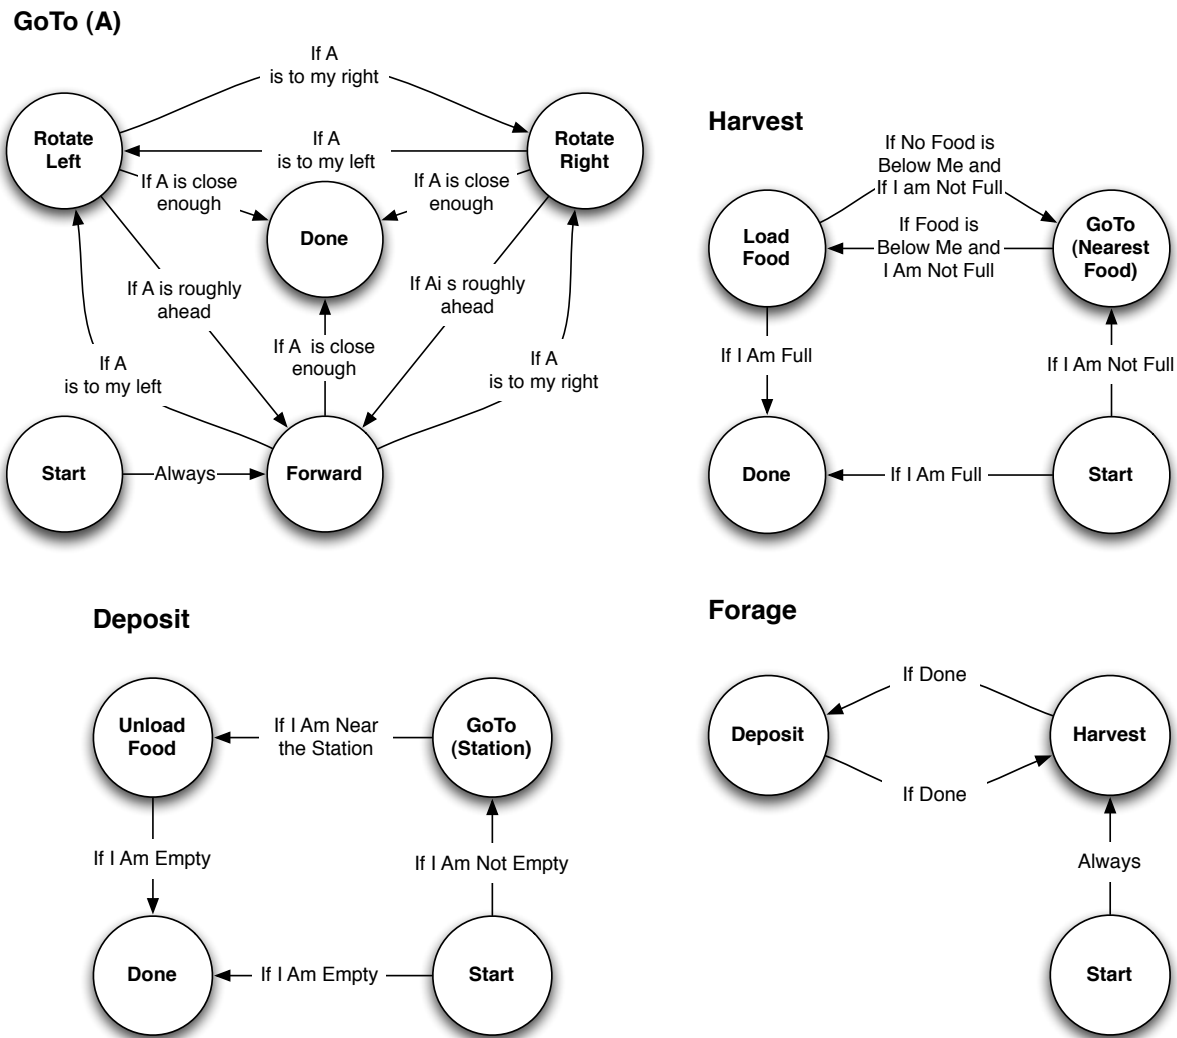 GoTo (A)
If A
is to my right
Rotate
Left
If A
is to my left
Rotate
Right
If A is close
enough
If A is close
enough
Done
If A is roughly
ahead
If Ai s roughly
ahead
If A  is close
enough
If A
is to my left
If A
is to my right
Start
Always
Forward
Harvest
If No Food is
Below Me and
If I am Not Full
Load
Food
If Food is
Below Me and
I Am Not Full
GoTo
(Nearest
Food)
If I Am Full
If I Am Not Full
Done
If I Am Full
Start
Deposit
Unload
Food
If I Am Near
the Station
GoTo
(Station)
If I Am Empty
If I Am Not Empty
Done
If I Am Empty
Start
Forage
If Done
Deposit
Harvest
If Done
Always
Start